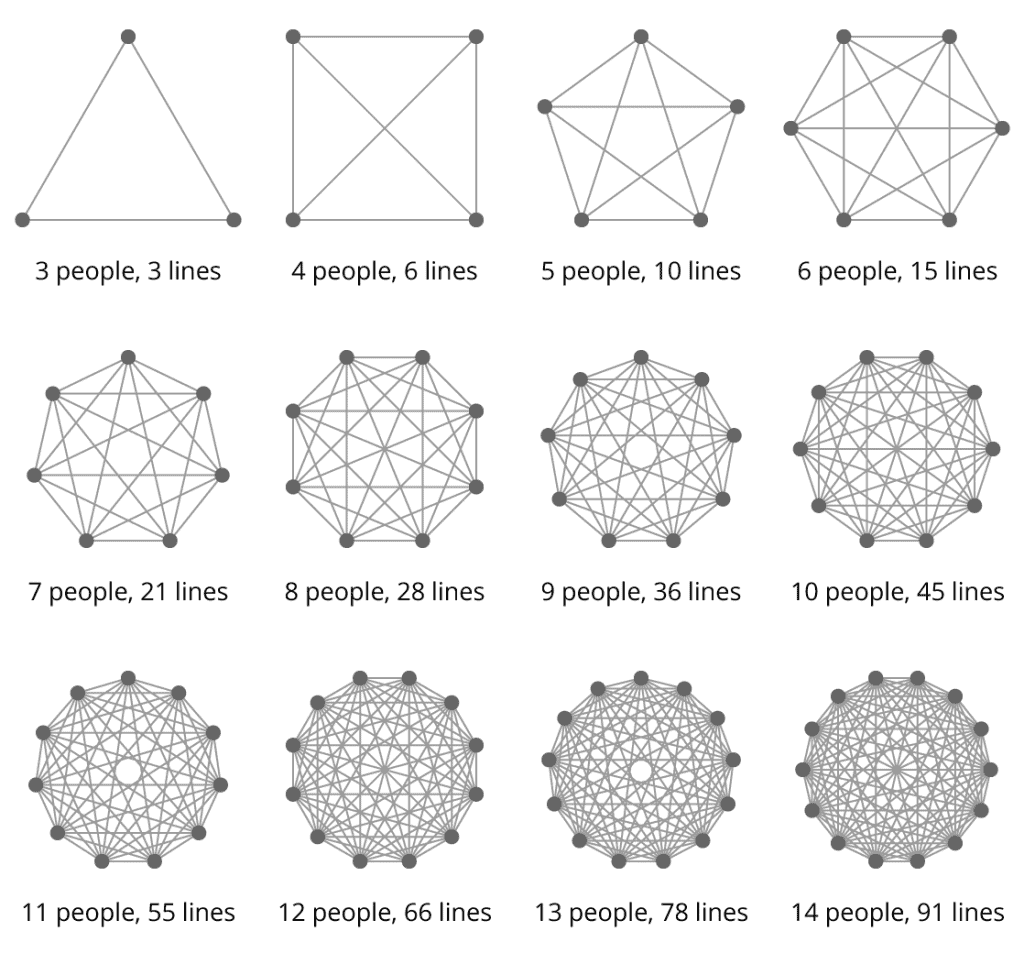 3 people, 3 lines
4 people, 6 lines
5 people, 10 lines
6 people, 15 lines
7 people, 21 lines
8 people, 28 lines
9 people, 36 lines
10 people, 45 lines
11 people, 55 lines
12 people, 66 lines
13 people, 78 lines
14 people, 91 lines